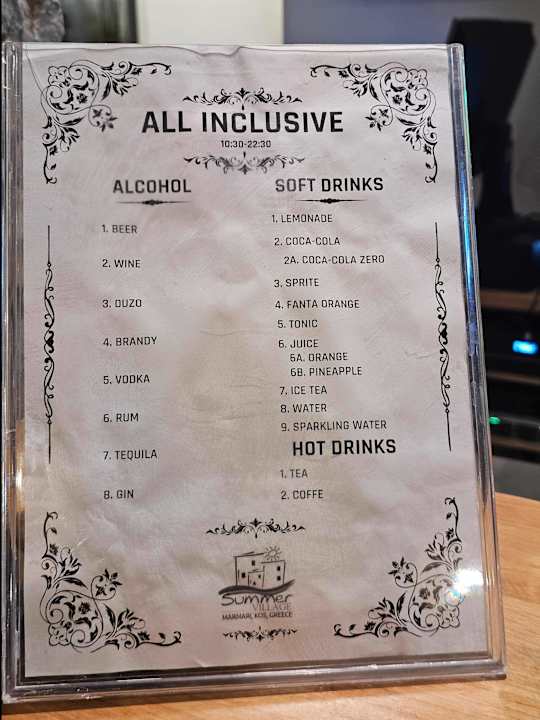 ALL INCLUSIVE
10:30-22:30
ALCOHOL
1. BEER
2. WINE
3. OUZO
4. BRANDY
5. VODKA
6. RUM
7. TEQUILA
8. GIN
SOFT DRINKS
1. LEMONADE
2. COCA-COLA
2A. COCA-COLA ZERO
3. SPRITE
4. FANTA ORANGE
5. TONIC
6. JUICE
6A. ORANGE
6B. PINEAPPLE
7. ICE TEA
8. WATER
9. SPARKLING WATER
HOT DRINKS
1. TEA
2. COFFE
Summer
VILLAGE
MARMARI, KOS, GREECE